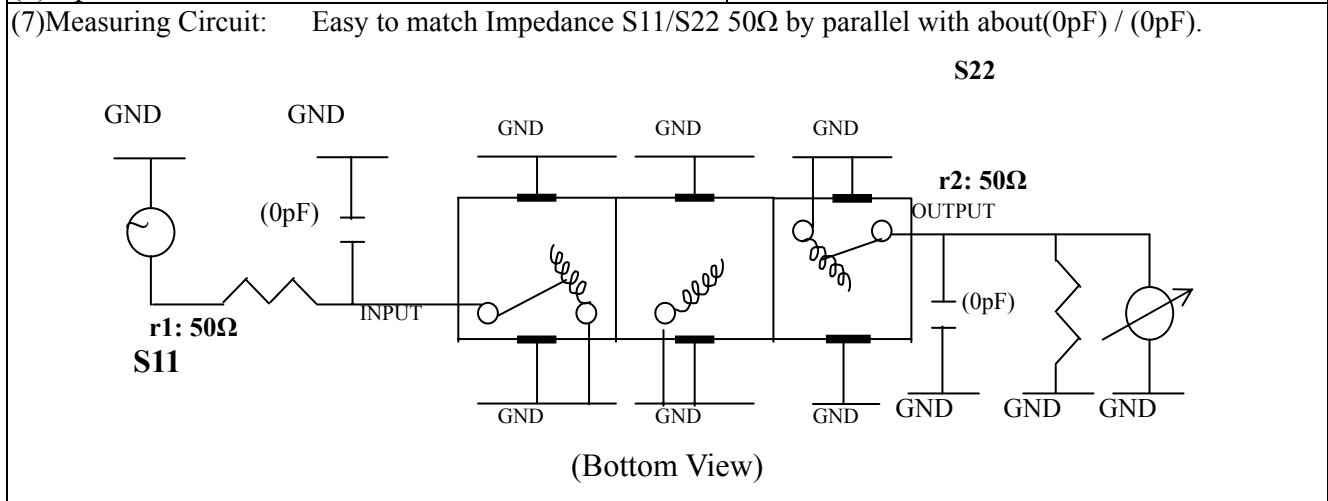 (7)Measuring Circuit: Easy to match Impedance S11/S22 50Ω by parallel with about(0pF) / (0pF).
S22
GND GND GND GND GND
r2: 50Ω
(0pF) OUTPUT
INPUT (0pF)
r1: 50Ω
S11
GND GND GND GND GND GND
(Bottom View)